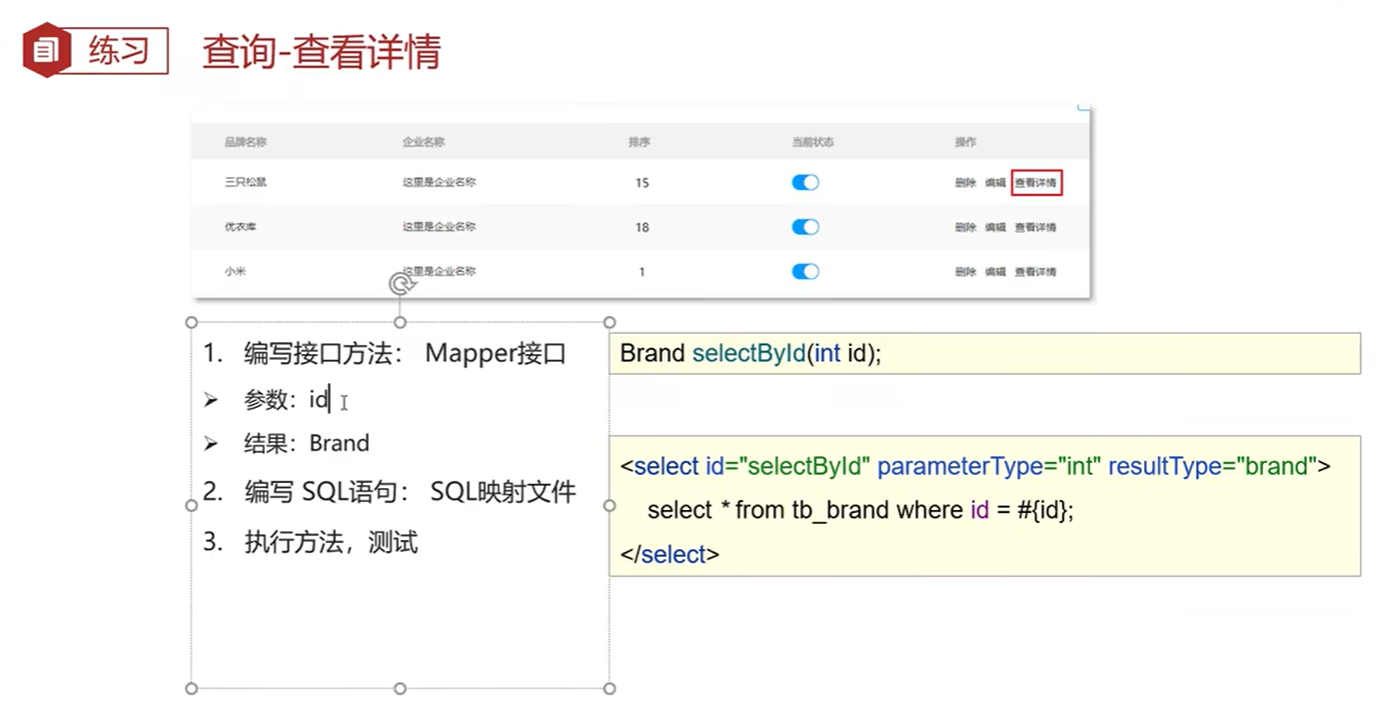 练习 查询-查看详情
品牌名称 企业名称 排序 当前状态 操作
三只松鼠 这里是企业名称 15 删除 编辑 查看详情
优衣库 这里是企业名称 18 删除 编辑 查看详情
小米 这里是企业名称 1 删除 编辑 查看详情
1. 编写接口方法： Mapper接口
➢ 参数：id
➢ 结果：Brand
2. 编写 SQL语句： SQL映射文件
3. 执行方法，测试
Brand selectById(int id);
<select id="selectById" parameterType="int" resultType="brand">
select * from tb_brand where id = #{id};
</select>